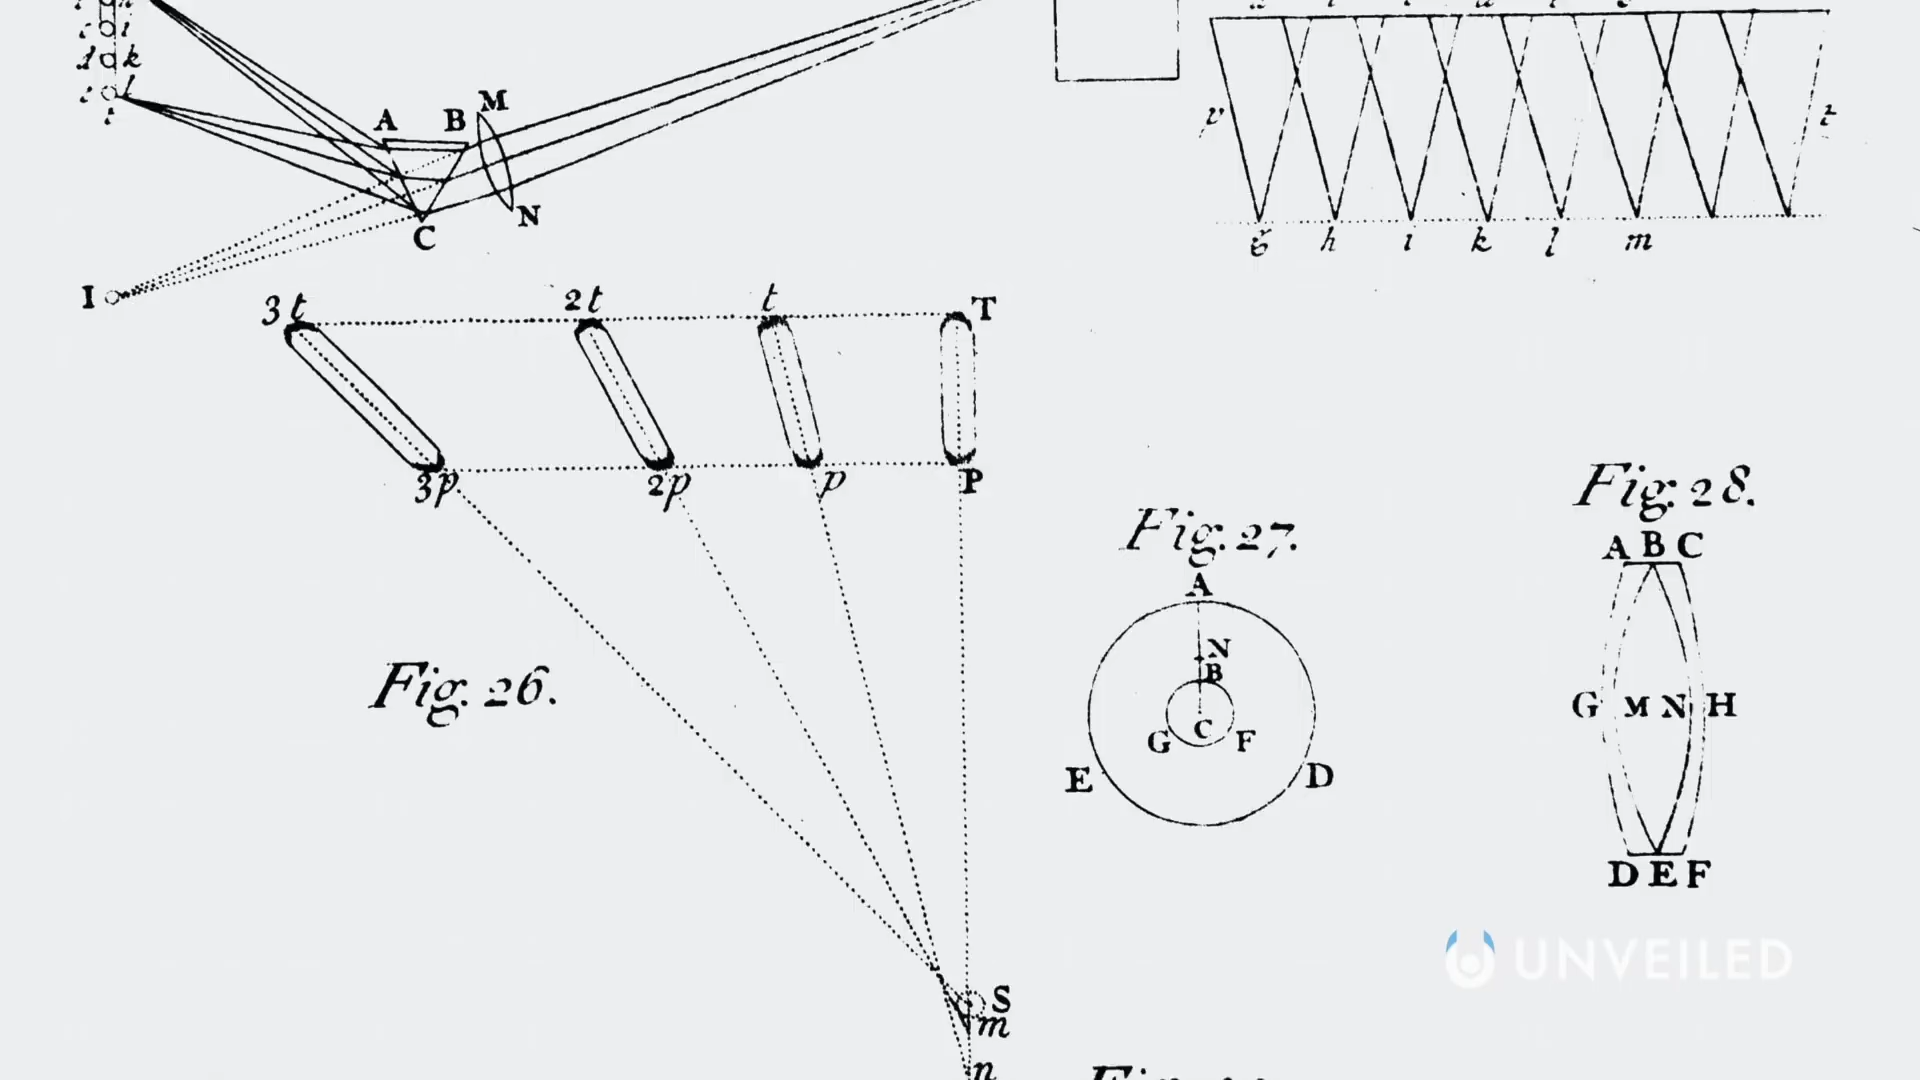 k
A B M
v t
N
C
g h i k l m
I
3t 2t t T
3p 2p p P
Fig. 28.
Fig. 27.
A B C
A
N
B
Fig. 26.
G M N H
C
G F
E D
D E F
UNVEILED
S
m
n